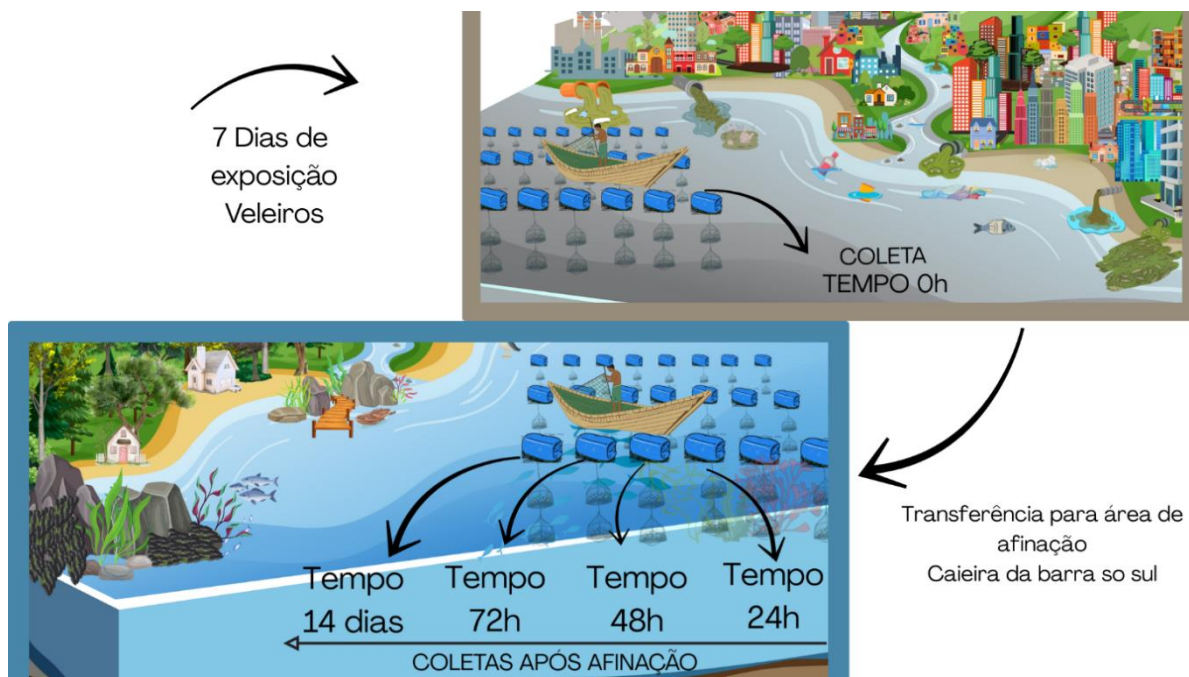 7 Dias de
exposição
Veleiros
COLETA
TEMPO 0h
Transferência para área de
afinação
Caieira da barra so sul
Tempo
14 dias
Tempo
72h
Tempo
48h
Tempo
24h
COLETAS APÓS AFINAÇÃO